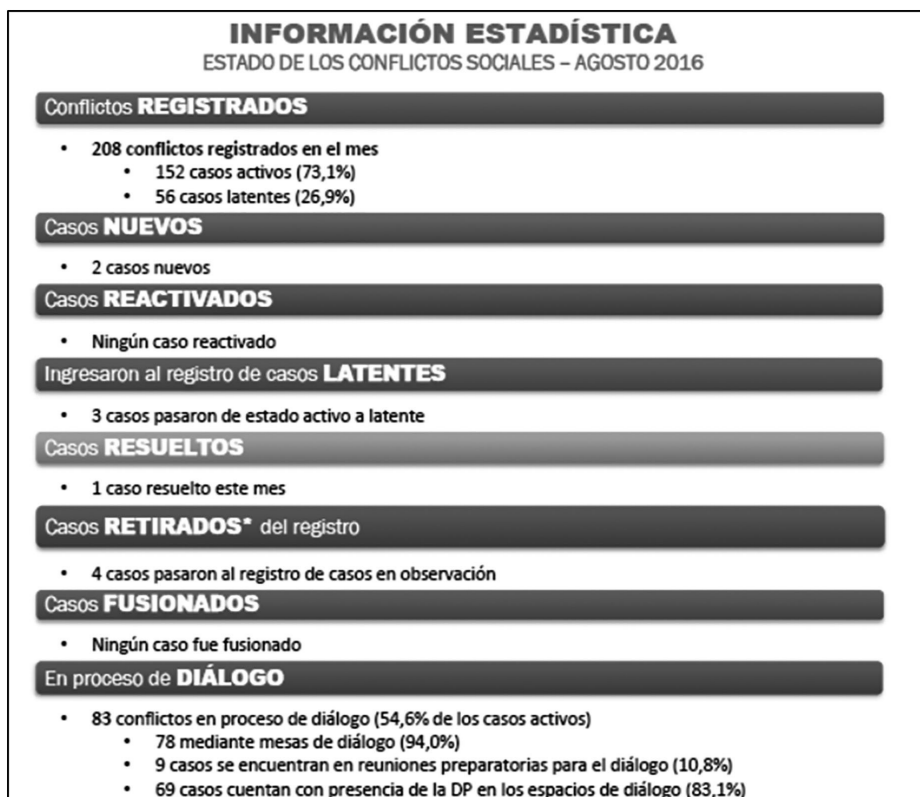 INFORMACIÓN ESTADÍSTICA
ESTADO DE LOS CONFLICTOS SOCIALES – AGOSTO 2016
Conflictos REGISTRADOS
• 208 conflictos registrados en el mes
• 152 casos activos (73,1%)
• 56 casos latentes (26,9%)
Casos NUEVOS
• 2 casos nuevos
Casos REACTIVADOS
• Ningún caso reactivado
Ingresaron al registro de casos LATENTES
• 3 casos pasaron de estado activo a latente
Casos RESUELTOS
• 1 caso resuelto este mes
Casos RETIRADOS* del registro
• 4 casos pasaron al registro de casos en observación
Casos FUSIONADOS
• Ningún caso fue fusionado
En proceso de DIÁLOGO
• 83 conflictos en proceso de diálogo (54,6% de los casos activos)
• 78 mediante mesas de diálogo (94,0%)
• 9 casos se encuentran en reuniones preparatorias para el diálogo (10,8%)
• 69 casos cuentan con presencia de la DP en los espacios de diálogo (83,1%)